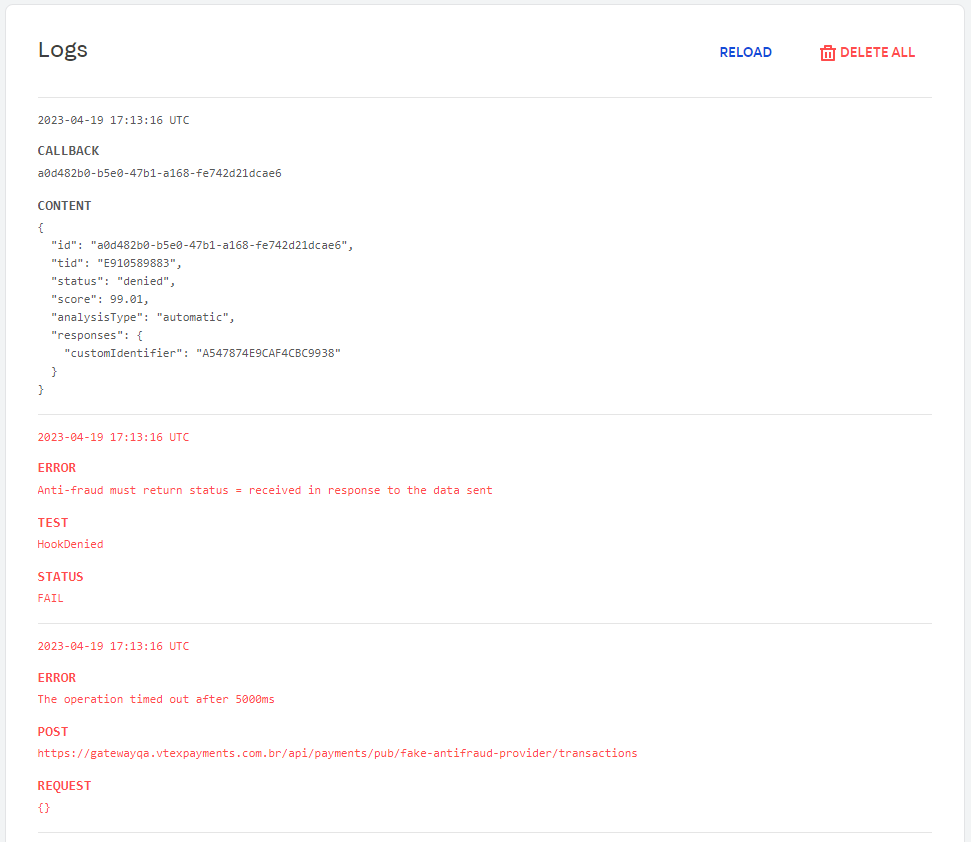 Logs
RELOAD
DELETE ALL
2023-04-19 17:13:16 UTC
CALLBACK
a0d482b0-b5e0-47b1-a168-fe742d21dcae6
CONTENT
{
"id": "a0d482b0-b5e0-47b1-a168-fe742d21dcae6",
"tid": "E910589883",
"status": "denied",
"score": 99.01,
"analysisType": "automatic",
"responses": {
"customIdentifier": "A547874E9CAF4CBC9938"
}
}
2023-04-19 17:13:16 UTC
ERROR
Anti-fraud must return status = received in response to the data sent
TEST
HookDenied
STATUS
FAIL
2023-04-19 17:13:16 UTC
ERROR
The operation timed out after 5000ms
POST
https://gatewayqa.vtexpayments.com.br/api/payments/pub/fake-antifraud-provider/transactions
REQUEST
{}